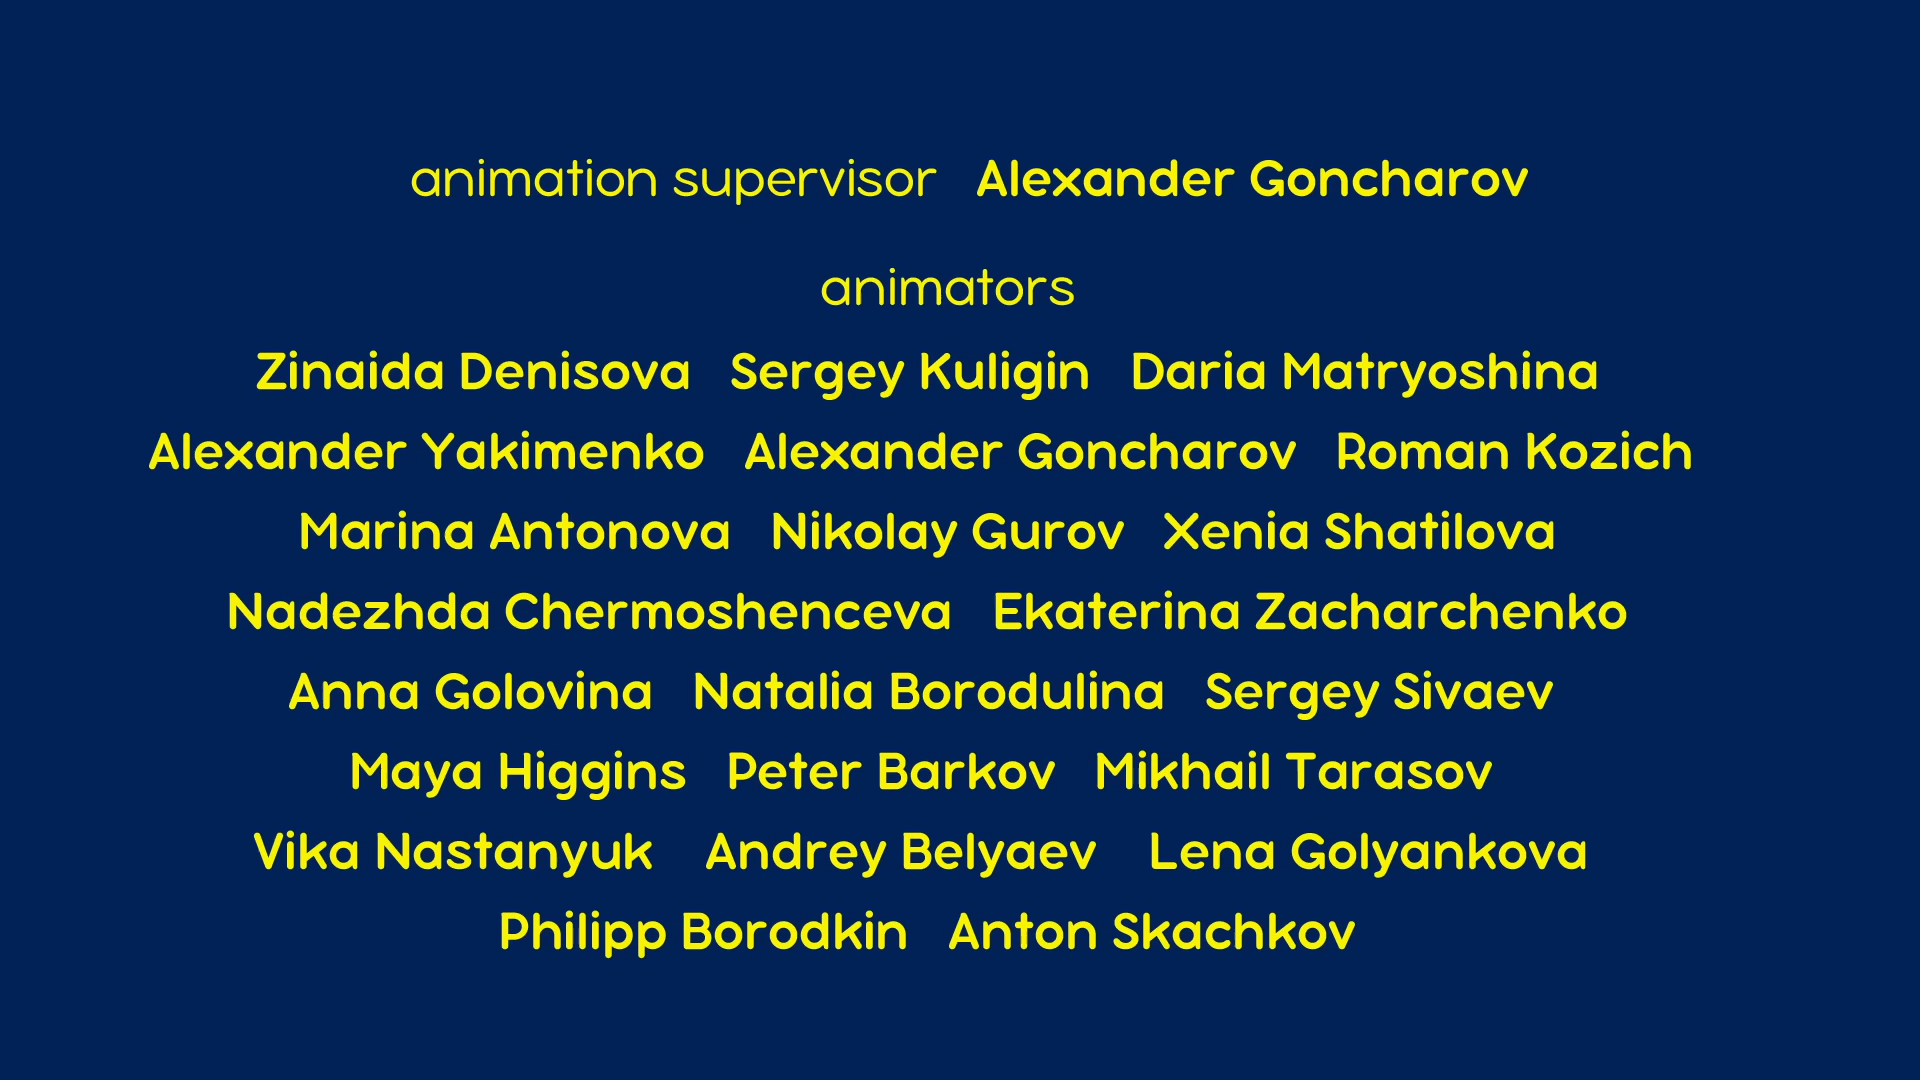 animation supervisor Alexander Goncharov
animators
Zinaida Denisova Sergey Kuligin Daria Matryoshina
Alexander Yakimenko Alexander Goncharov Roman Kozich
Marina Antonova Nikolay Gurov Xenia Shatilova
Nadezhda Chermoshenceva Ekaterina Zacharchenko
Anna Golovina Natalia Borodulina Sergey Sivaev
Maya Higgins Peter Barkov Mikhail Tarasov
Vika Nastanyuk Andrey Belyaev Lena Golyankova
Philipp Borodkin Anton Skachkov